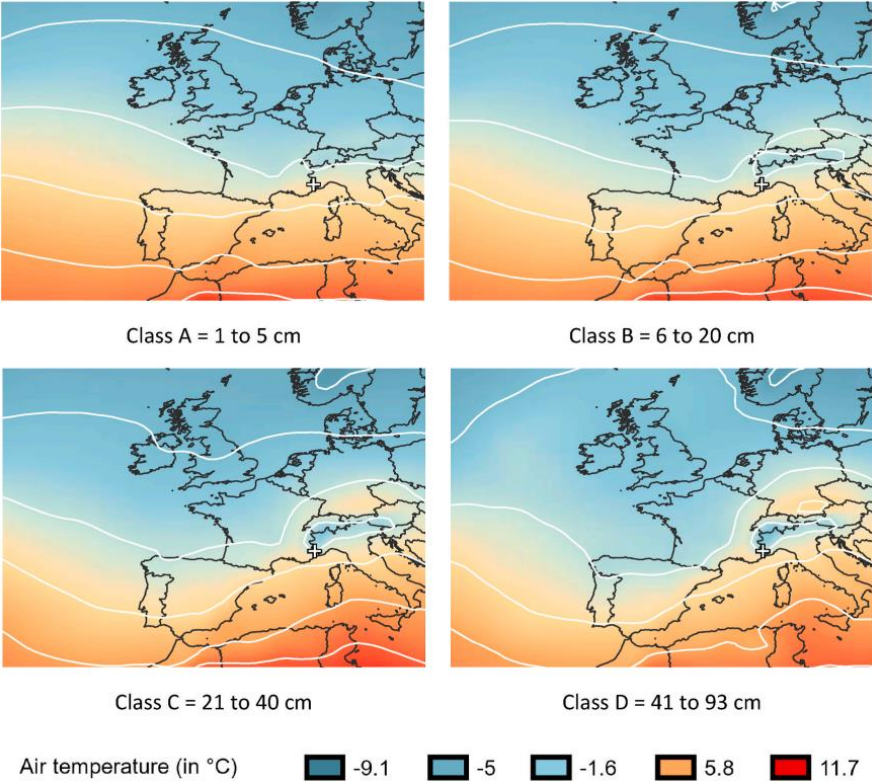 Class A = 1 to 5 cm
Class B = 6 to 20 cm
Class C = 21 to 40 cm
Class D = 41 to 93 cm
Air temperature (in °C)
-9.1
-5
-1.6
5.8
11.7